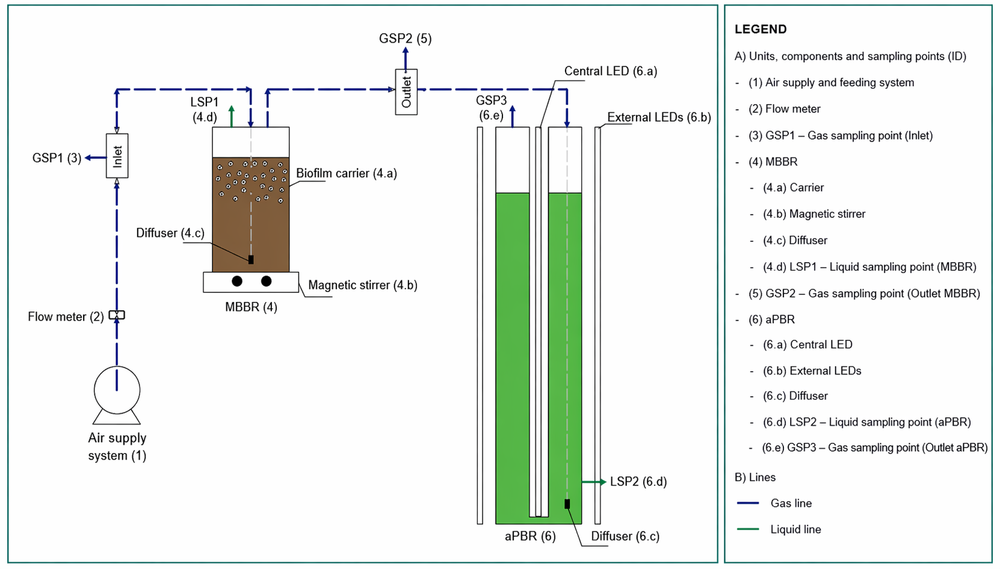 GSP2 (5)
Central LED (6.a)
Outlet
LSP1
(4.d)
GSP3
(6.e)
External LEDs (6.b)
Inlet
GSP1 (3)
Biofilm carrier (4.a)
Diffuser (4.c)
Magnetic stirrer (4.b)
MBBR (4)
Flow meter (2)
Air supply
system (1)
LSP2 (6.d)
aPBR (6)
Diffuser (6.c)
LEGEND
A) Units, components and sampling points (ID)
- (1) Air supply and feeding system
- (2) Flow meter
- (3) GSP1 – Gas sampling point (Inlet)
- (4) MBBR
- (4.a) Carrier
- (4.b) Magnetic stirrer
- (4.c) Diffuser
- (4.d) LSP1 – Liquid sampling point (MBBR)
- (5) GSP2 – Gas sampling point (Outlet MBBR)
- (6) aPBR
- (6.a) Central LED
- (6.b) External LEDs
- (6.c) Diffuser
- (6.d) LSP2 – Liquid sampling point (aPBR)
- (6.e) GSP3 – Gas sampling point (Outlet aPBR)
B) Lines
Gas line
Liquid line